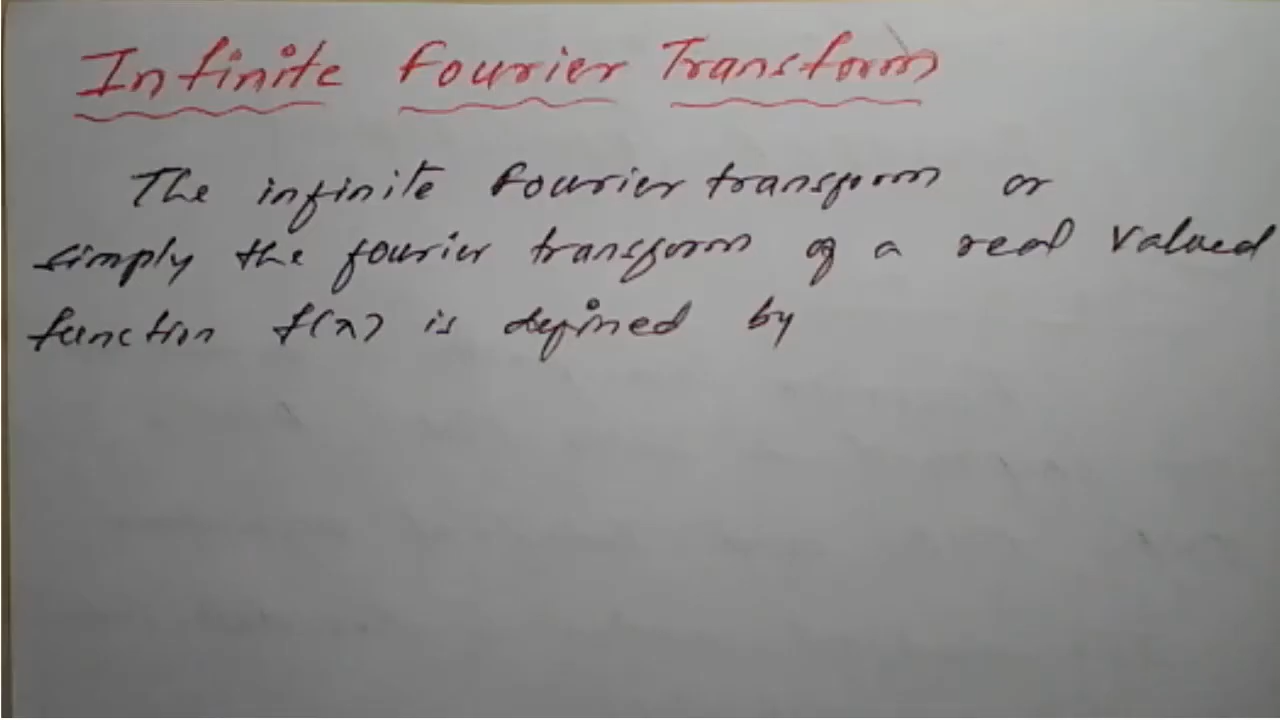 Infinite Fourier Transform
The infinite Fourier transform or
simply the fourier transform of a real valued
function f(x) is defined by